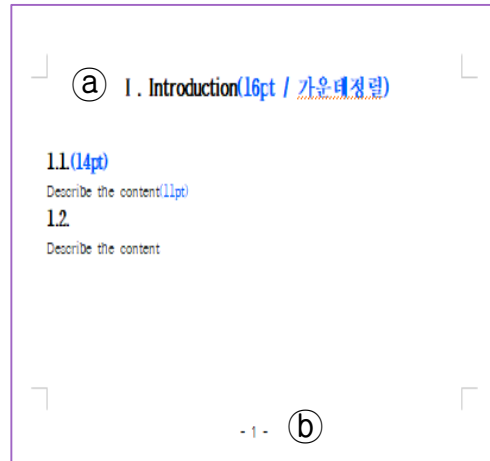 ⓐ Ⅰ. Introduction(16pt / 가운데정렬)
1.1.(14pt)
Describe the content(11pt)
1.2.
Describe the content
- 1 - ⓑ